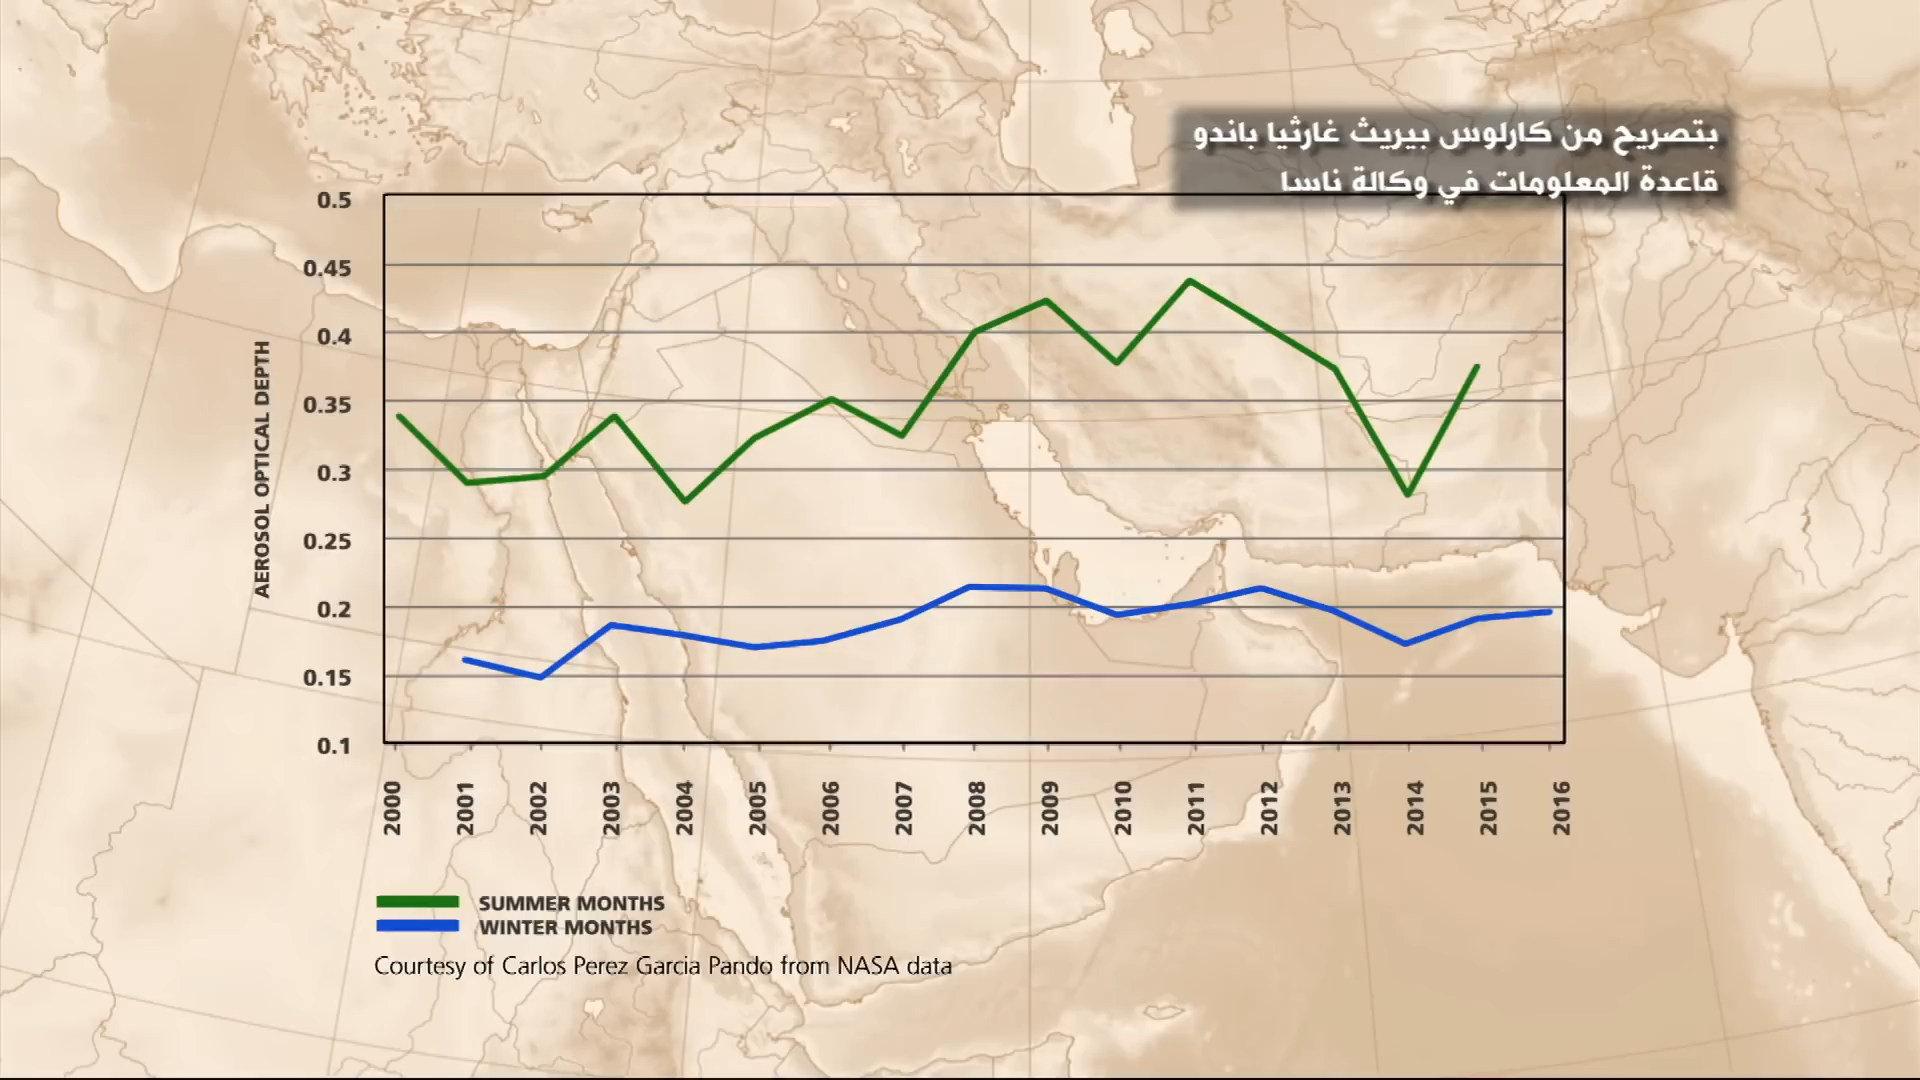 بتصريح من كارلوس بيريث غارثيا باندو
قاعدة المعلومات في وكالة ناسا
0.5
0.45
0.4
0.35
0.3
0.25
0.2
0.15
0.1
AEROSOL OPTICAL DEPTH
2000 2001 2002 2003 2004 2005 2006 2007 2008 2009 2010 2011 2012 2013 2014 2015 2016
SUMMER MONTHS
WINTER MONTHS
Courtesy of Carlos Perez Garcia Pando from NASA data